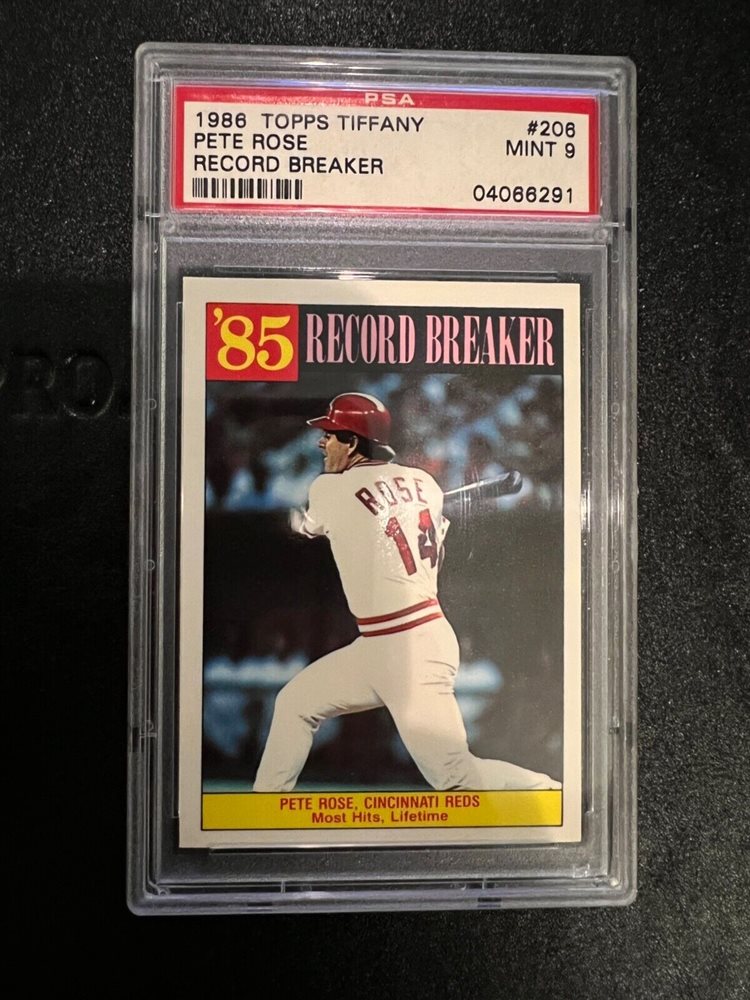 PSA
1986 TOPPS TIFFANY #206
PETE ROSE MINT 9
RECORD BREAKER
04066291
'85 RECORD BREAKER
ROSE
14
PETE ROSE, CINCINNATI REDS
Most Hits, Lifetime